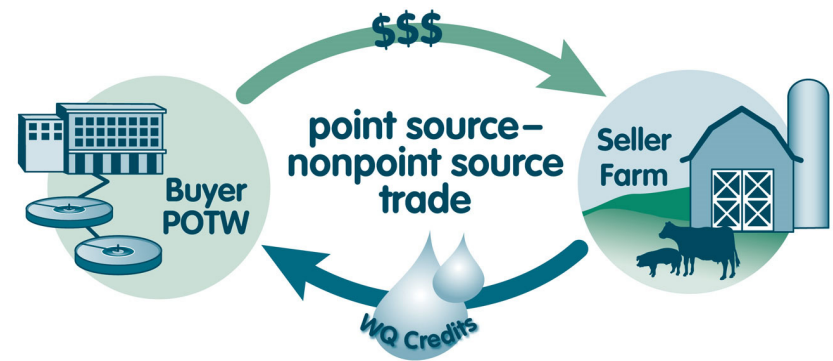 $$$
point source–
nonpoint source
trade
Buyer
POTW
Seller
Farm
WQ Credits